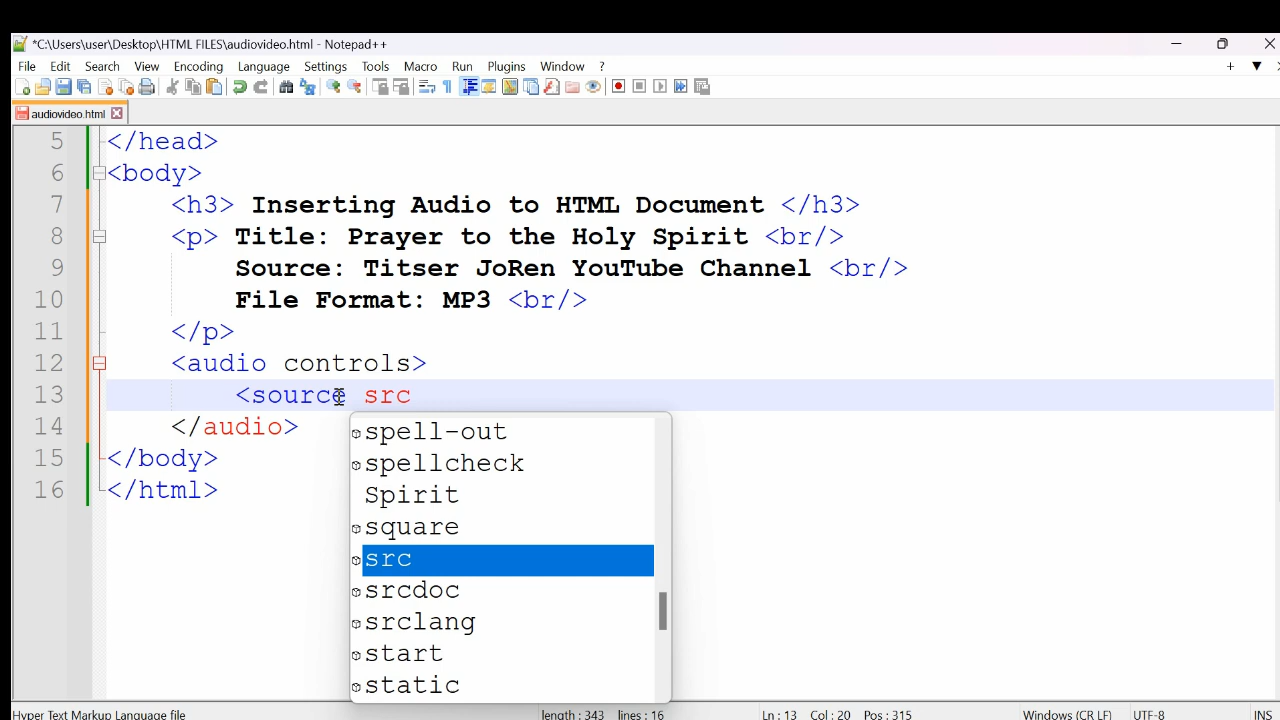 *C:\Users\user\Desktop\HTML FILES\audiovideo.html - Notepad++
File Edit Search View Encoding Language Settings Tools Macro Run Plugins Window ?
audiovideo.html
5 </head>
6 <body>
7 <h3> Inserting Audio to HTML Document </h3>
8 <p> Title: Prayer to the Holy Spirit <br/>
9 Source: Titser JoRen YouTube Channel <br/>
10 File Format: MP3 <br/>
11 </p>
12 <audio controls>
13 <source src
14 </audio>
15 </body>
16 </html>
spell-out
spellcheck
Spirit
square
src
srcdoc
srclang
start
static
Hyper Text Markup Language file length : 343 lines : 16 Ln : 13 Col : 20 Pos : 315 Windows (CR LF) UTF-8 INS